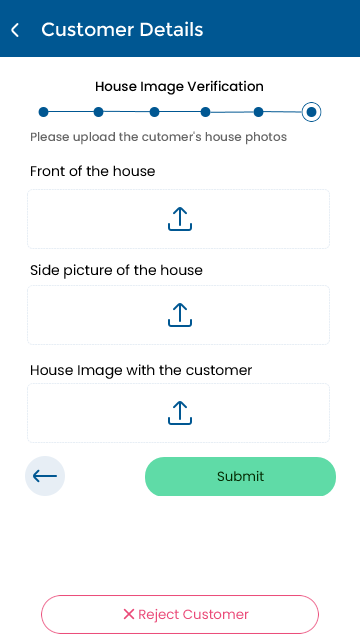 Customer Details
House Image Verification
Please upload the cutomer's house photos
Front of the house
Side picture of the house
House Image with the customer
Submit
Reject Customer